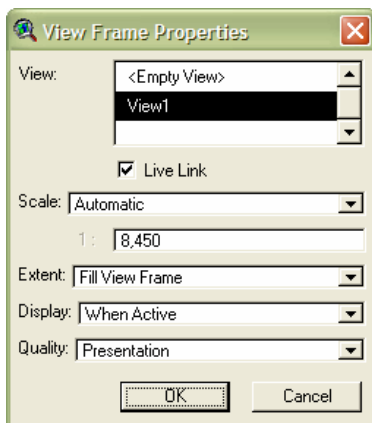 View Frame Properties
View:
<Empty View>
View1
Live Link
Scale: Automatic
1: 8,450
Extent: Fill View Frame
Display: When Active
Quality: Presentation
OK Cancel